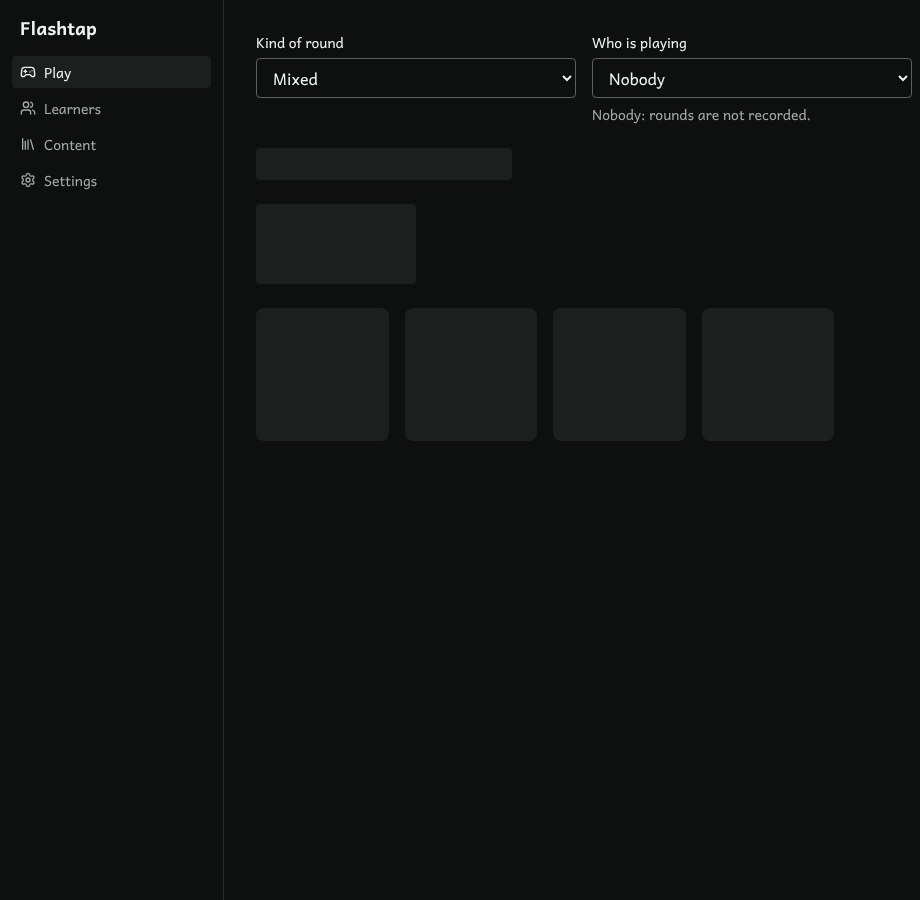 Flashtap
Play
Learners
Content
Settings
Kind of round
Mixed
Who is playing
Nobody
Nobody: rounds are not recorded.